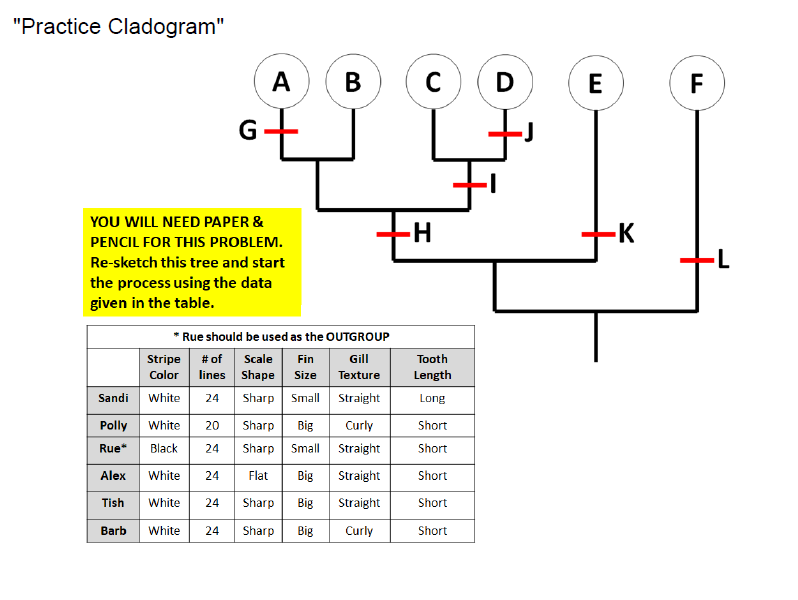 "Practice Cladogram"
A B C D E F
G
J
I
H
K
L
YOU WILL NEED PAPER &
PENCIL FOR THIS PROBLEM.
Re-sketch this tree and start
the process using the data
given in the table.
* Rue should be used as the OUTGROUP
Stripe Color # of lines Scale Shape Fin Size Gill Texture Tooth Length
Sandi White 24 Sharp Small Straight Long
Polly White 20 Sharp Big Curly Short
Rue* Black 24 Sharp Small Straight Short
Alex White 24 Flat Big Straight Short
Tish White 24 Sharp Big Straight Short
Barb White 24 Sharp Big Curly Short